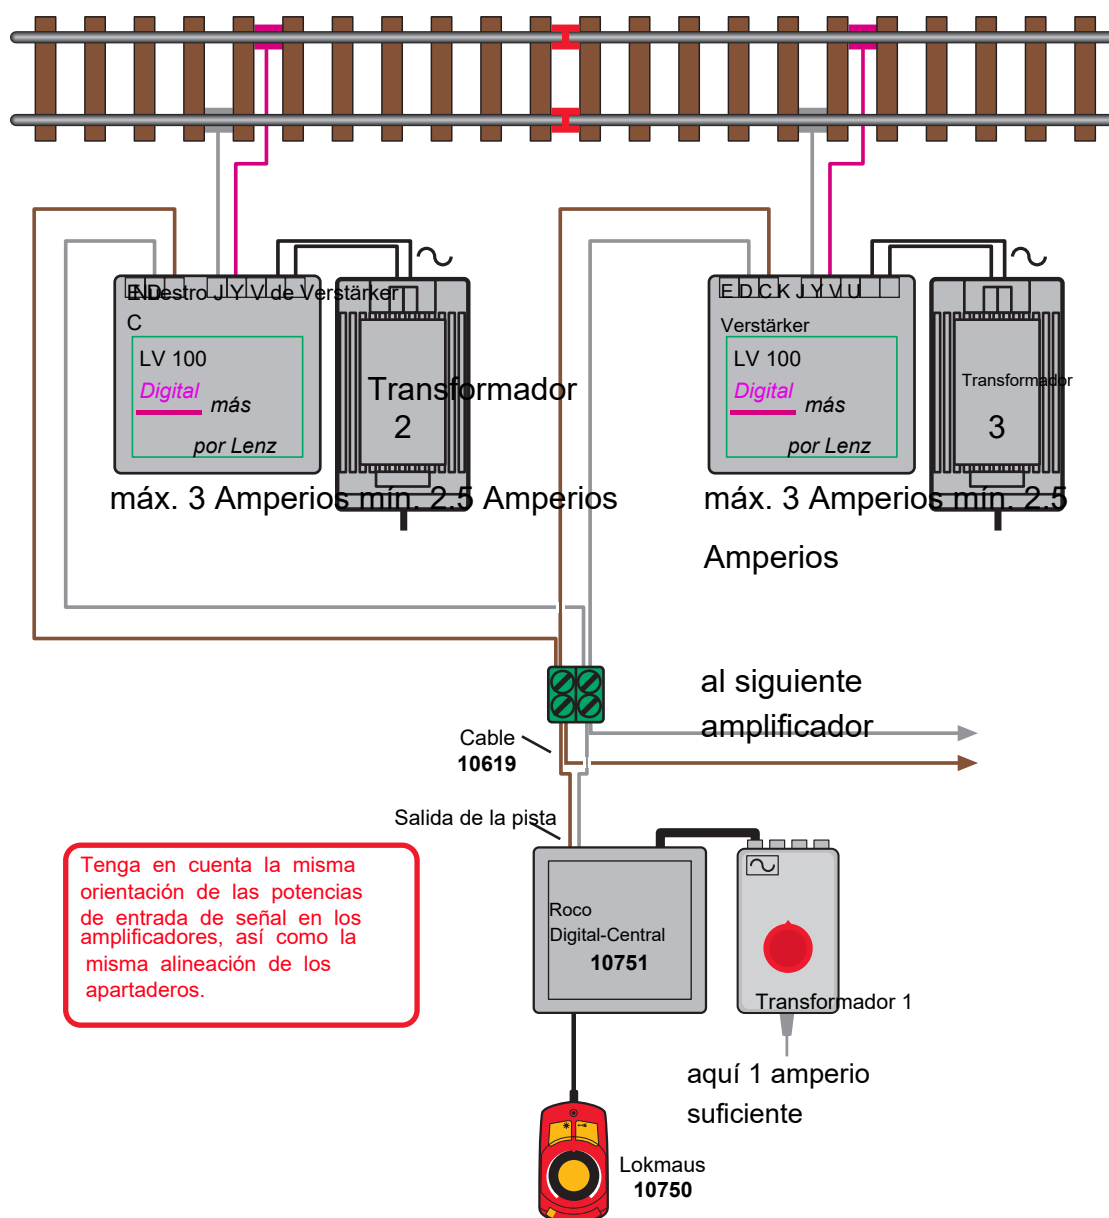 Nuestro J Y V de Verstärker
C
LV 100
Digital
más
por Lenz
Transformador
2
máx. 3 Amperios mín. 2.5 Amperios
E D C K J Y V U
Verstärker
LV 100
Digital
más
por Lenz
Transformador
3
máx. 3 Amperios mín. 2.5
Amperios
al siguiente
amplificador
Cable
10619
Salida de la pista
Tenga en cuenta la misma
orientación de las potencias
de entrada de señal en los
amplificadores, así como la
misma alineación de los
apartaderos.
Roco
Digital-Central
10751
Transformador 1
aquí 1 amperio
suficiente
Lokmaus
10750